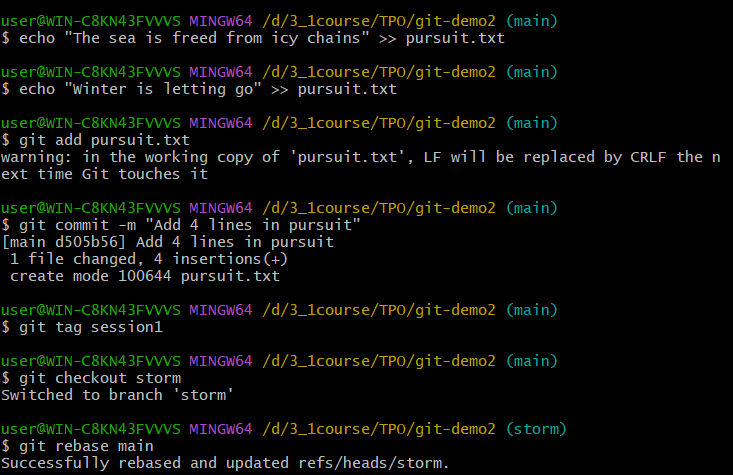 user@WIN-C8KN43FVVVS MINGW64 /d/3_1course/TPO/git-demo2 (main)
$ echo "The sea is freed from icy chains" >> pursuit.txt
user@WIN-C8KN43FVVVS MINGW64 /d/3_1course/TPO/git-demo2 (main)
$ echo "Winter is letting go" >> pursuit.txt
user@WIN-C8KN43FVVVS MINGW64 /d/3_1course/TPO/git-demo2 (main)
$ git add pursuit.txt
warning: in the working copy of 'pursuit.txt', LF will be replaced by CRLF the n
ext time Git touches it
user@WIN-C8KN43FVVVS MINGW64 /d/3_1course/TPO/git-demo2 (main)
$ git commit -m "Add 4 lines in pursuit"
[main d505b56] Add 4 lines in pursuit
 1 file changed, 4 insertions(+)
 create mode 100644 pursuit.txt
user@WIN-C8KN43FVVVS MINGW64 /d/3_1course/TPO/git-demo2 (main)
$ git tag session1
user@WIN-C8KN43FVVVS MINGW64 /d/3_1course/TPO/git-demo2 (main)
$ git checkout storm
Switched to branch 'storm'
user@WIN-C8KN43FVVVS MINGW64 /d/3_1course/TPO/git-demo2 (storm)
$ git rebase main
Successfully rebased and updated refs/heads/storm.